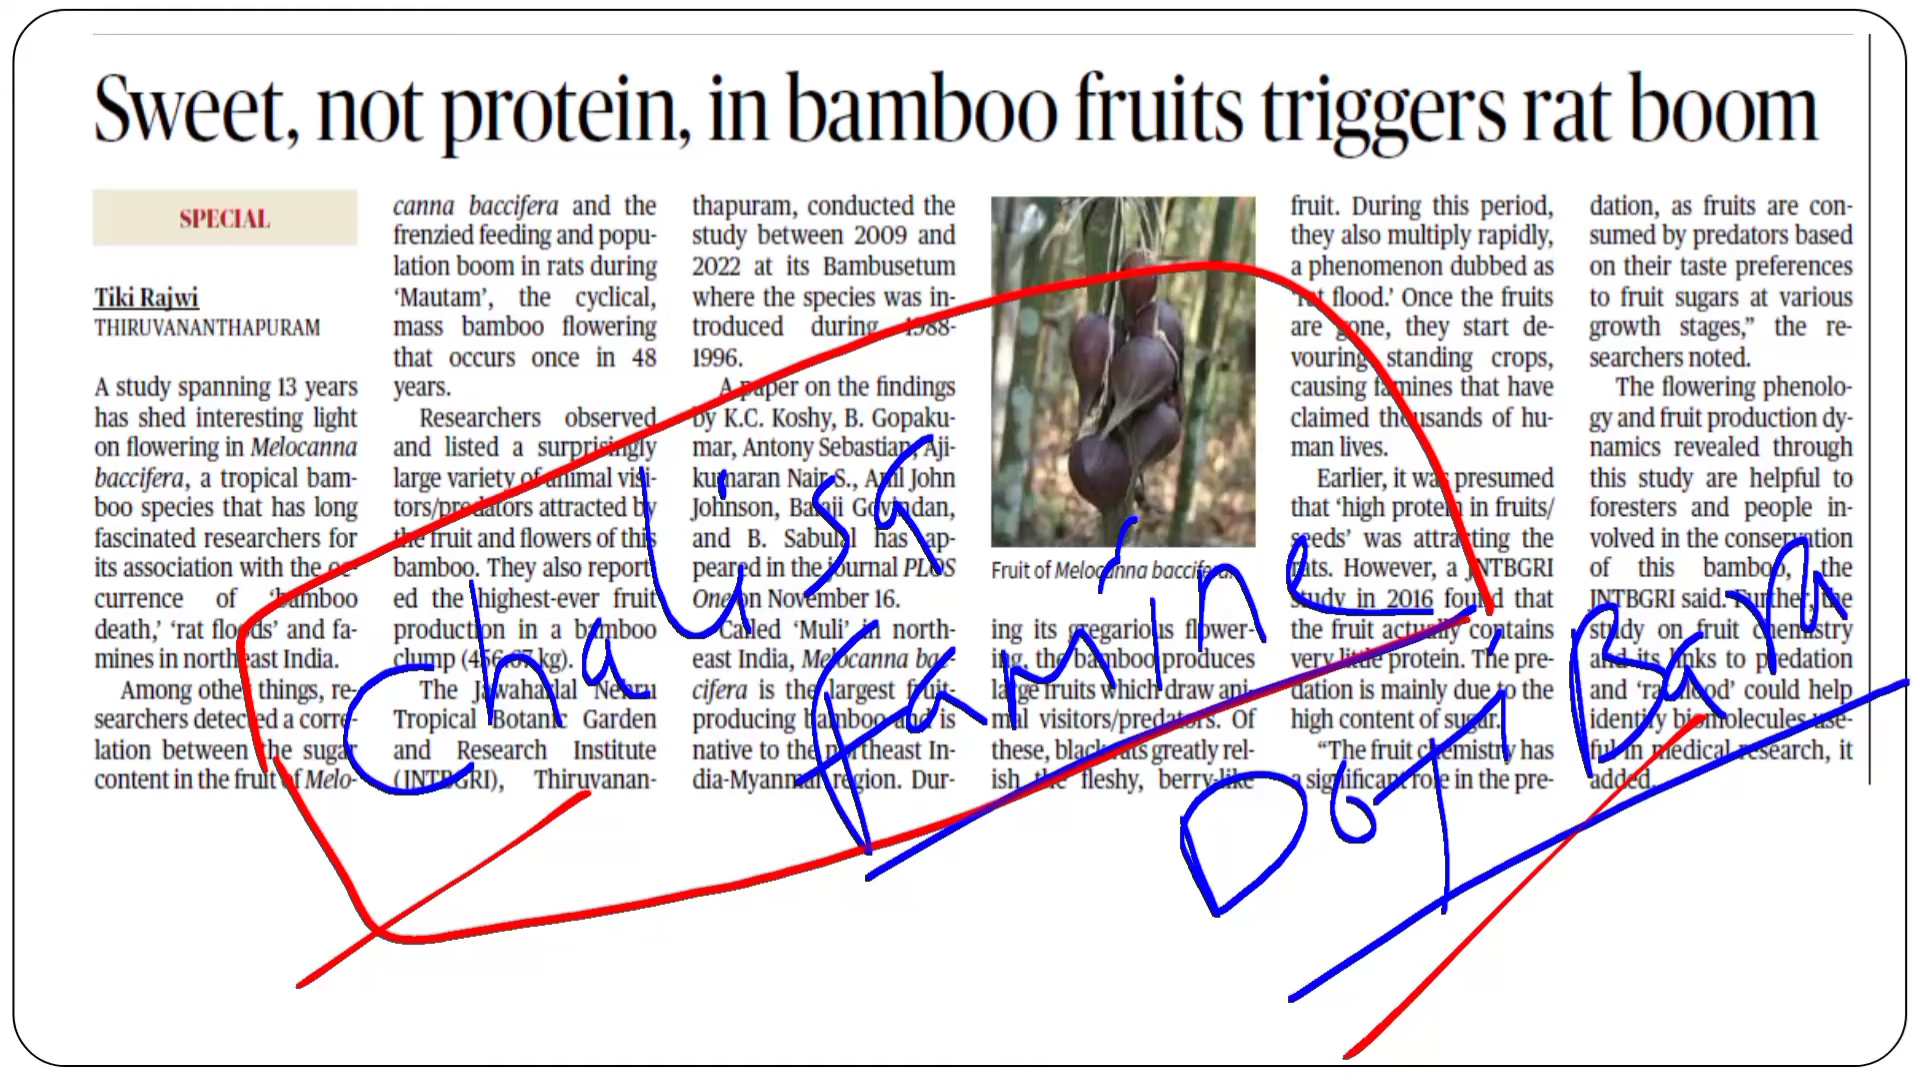 Sweet, not protein, in bamboo fruits triggers rat boom
SPECIAL
Tiki Rajwi
THIRUVANANTHAPURAM
A study spanning 13 years
has shed interesting light
on flowering in Melocanna
baccifera, a tropical bam-
boo species that has long
fascinated researchers for
its association with the oc-
currence of ‘bamboo
death,’ ‘rat floods’ and fa-
mines in northeast India.
Among other things, re-
searchers detected a corre-
lation between the sugar
content in the fruit of Melo-
canna baccifera and the
frenzied feeding and popu-
lation boom in rats during
‘Mautam’, the cyclical,
mass bamboo flowering
that occurs once in 48
years.
Researchers observed
and listed a surprisingly
large variety of animal visi-
tors/predators attracted by
the fruit and flowers of this
bamboo. They also report-
ed the highest-ever fruit
production in a bamboo
clump (456.67 kg).
The Jawaharlal Nehru
Tropical Botanic Garden
and Research Institute
(JNTBGRI), Thiruvanan-
thapuram, conducted the
study between 2009 and
2022 at its Bambusetum
where the species was in-
troduced during 1988-
1996.
A paper on the findings
by K.C. Koshy, B. Gopaku-
mar, Antony Sebastian, Aji-
kumaran Nair S., Anil John
Johnson, Balaji Govindan,
and B. Sabulal has ap-
peared in the journal PLOS
One on November 16.
Called ‘Muli’ in north-
east India, Melocanna bac-
cifera is the largest fruit-
producing bamboo and is
native to the northeast In-
dia-Myanmar region. Dur-
Fruit of Melocanna baccifera.
ing its gregarious flower-
ing, the bamboo produces
large fruits which draw ani-
mal visitors/predators. Of
these, black rats greatly rel-
ish the fleshy, berry-like
fruit. During this period,
they also multiply rapidly,
a phenomenon dubbed as
‘rat flood.’ Once the fruits
are gone, they start de-
vouring standing crops,
causing famines that have
claimed thousands of hu-
man lives.
Earlier, it was presumed
that ‘high protein in fruits/
seeds’ was attracting the
rats. However, a JNTBGRI
study in 2016 found that
the fruit actually contains
very little protein. The pre-
dation is mainly due to the
high content of sugar.
“The fruit chemistry has
a significant role in the pre-
dation, as fruits are con-
sumed by predators based
on their taste preferences
to fruit sugars at various
growth stages,” the re-
searchers noted.
The flowering phenolo-
gy and fruit production dy-
namics revealed through
this study are helpful to
foresters and people in-
volved in the conservation
of this bamboo, the
JNTBGRI said. Further, the
study on fruit chemistry
and its links to predation
and ‘rat flood’ could help
identify biomolecules use-
ful in medical research, it
added.
Chalisa
Famine